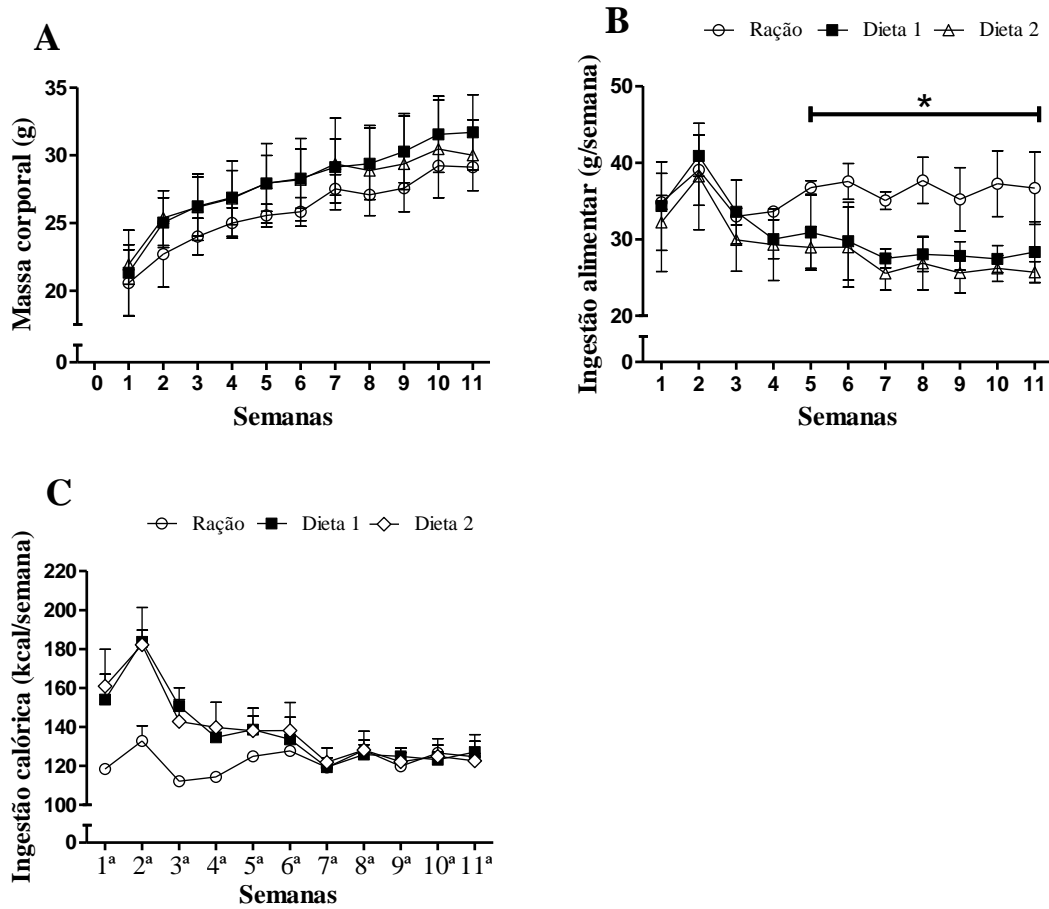 A
Massa corporal (g)
35
30
25
20
0
0 1 2 3 4 5 6 7 8 9 10 11
Semanas
B
Ração Dieta 1 Dieta 2
Ingestão alimentar (g/semana)
50
40
30
20
0
*
1 2 3 4 5 6 7 8 9 10 11
Semanas
C
Ração Dieta 1 Dieta 2
Ingestão calórica (kcal/semana)
220
200
180
160
140
120
100
0
1ª 2ª 3ª 4ª 5ª 6ª 7ª 8ª 9ª 10ª 11ª
Semanas